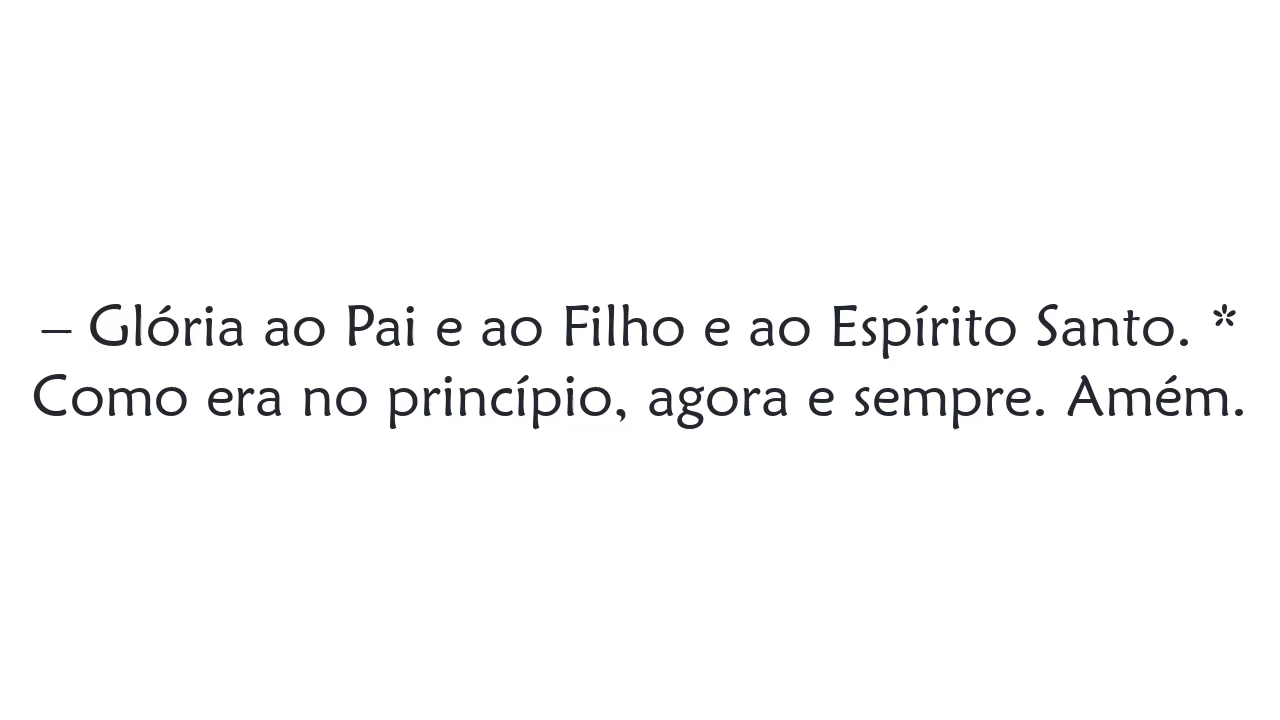 – Glória ao Pai e ao Filho e ao Espírito Santo. *
Como era no princípio, agora e sempre. Amém.